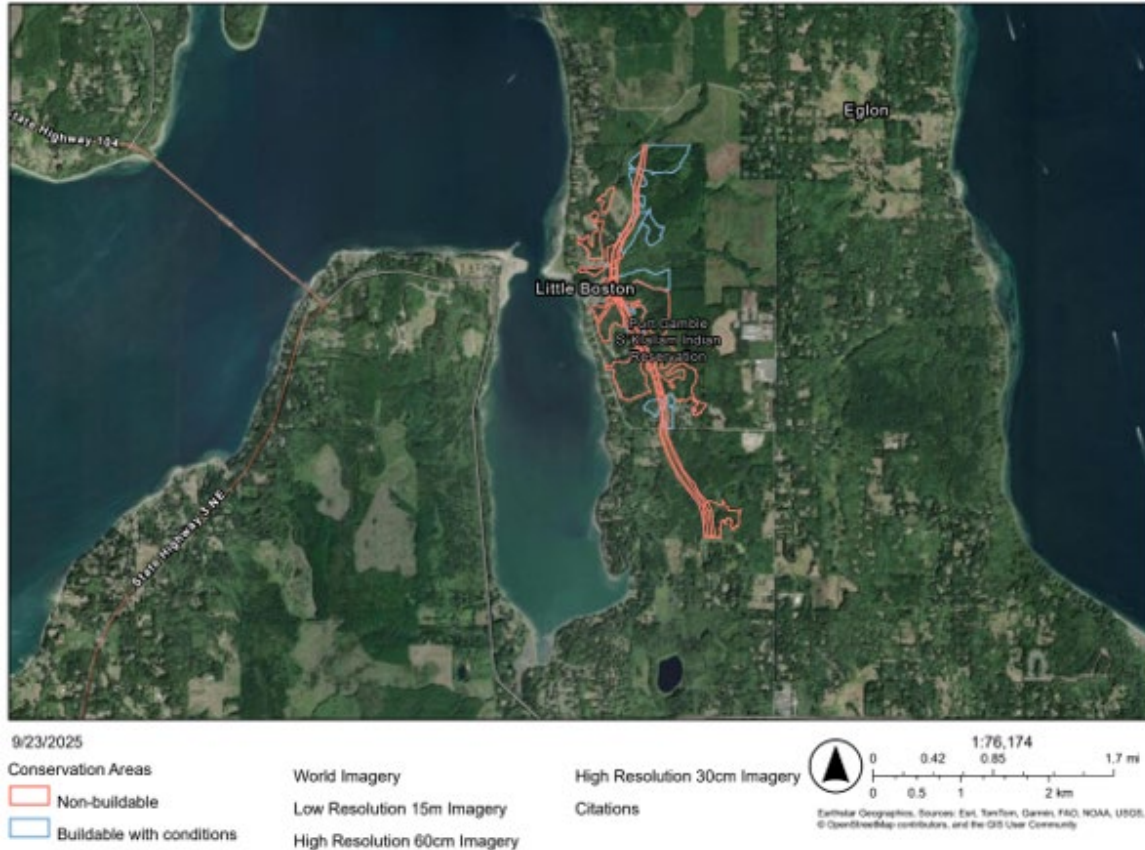 State Highway 104
Eglon
Little Boston
Port Gamble
S'Klallam Indian
Reservation
State Highway 3 NE
9/23/2025
Conservation Areas
Non-buildable
Buildable with conditions
World Imagery
Low Resolution 15m Imagery
High Resolution 60cm Imagery
High Resolution 30cm Imagery
Citations
1:76,174
0 0.42 0.85 1.7 mi
0 0.5 1 2 km
Earthstar Geographics, Sources: Esri, TomTom, Garmin, FAO, NOAA, USGS,
© OpenStreetMap contributors, and the GIS User Community